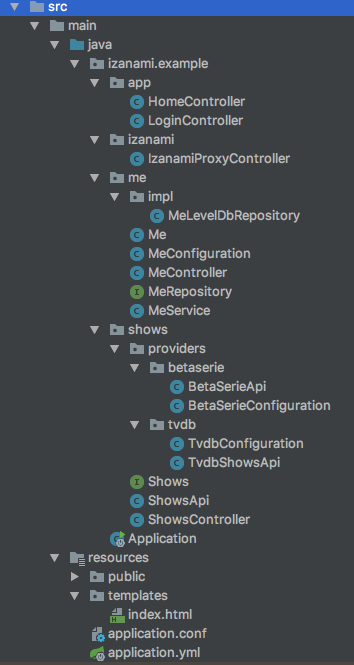 src
main
java
izanami.example
app
HomeController
LoginController
izanami
IzanamiProxyController
me
impl
MeLevelDbRepository
Me
MeConfiguration
MeController
MeRepository
MeService
shows
providers
betaserie
BetaSerieApi
BetaSerieConfiguration
tvdb
TvdbConfiguration
TvdbShowsApi
Shows
ShowsApi
ShowsController
Application
resources
public
templates
index.html
application.conf
application.yml